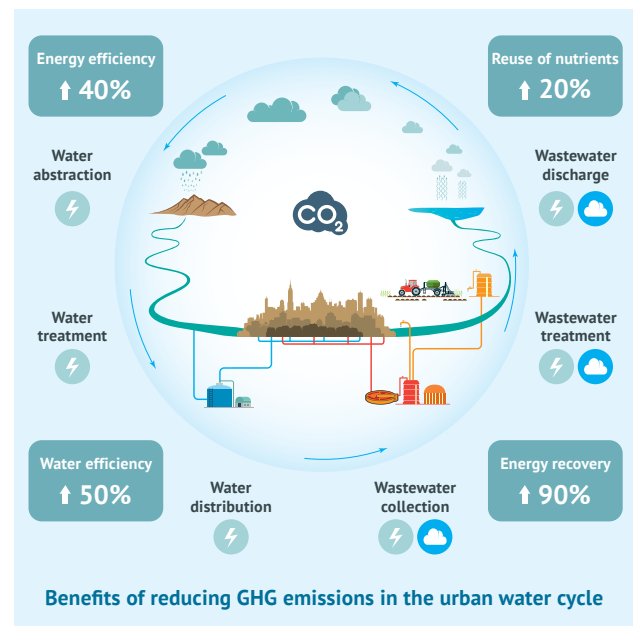 Energy efficiency
⬆ 40%
Reuse of nutrients
⬆ 20%
Water
abstraction
Wastewater
discharge
CO₂
Water
treatment
Wastewater
treatment
Water efficiency
⬆ 50%
Energy recovery
⬆ 90%
Water
distribution
Wastewater
collection
Benefits of reducing GHG emissions in the urban water cycle